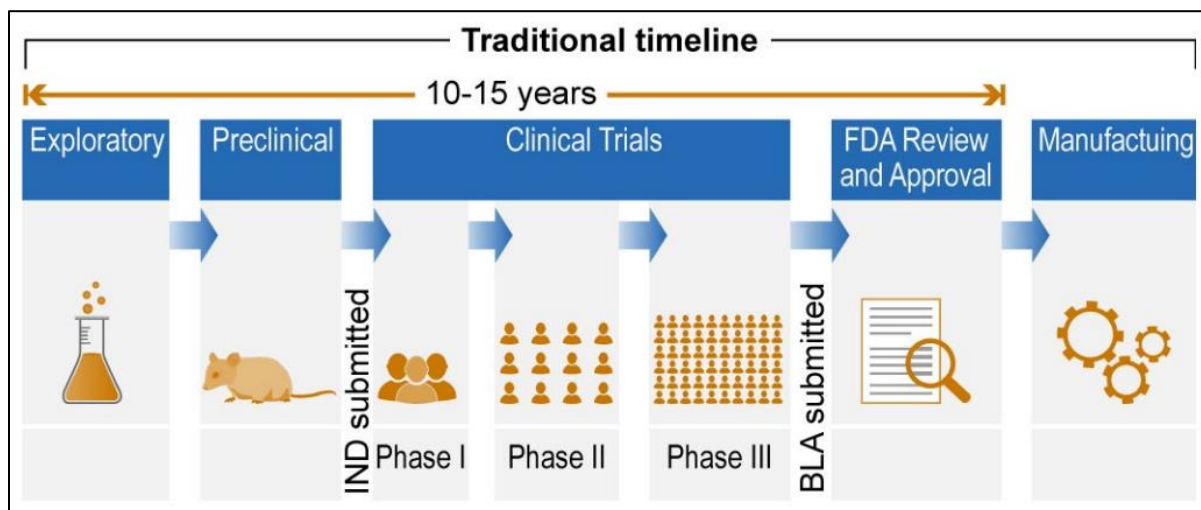 Traditional timeline
10-15 years
Exploratory
Preclinical
Clinical Trials
FDA Review
and Approval
Manufactuing
IND submitted
BLA submitted
Phase I
Phase II
Phase III